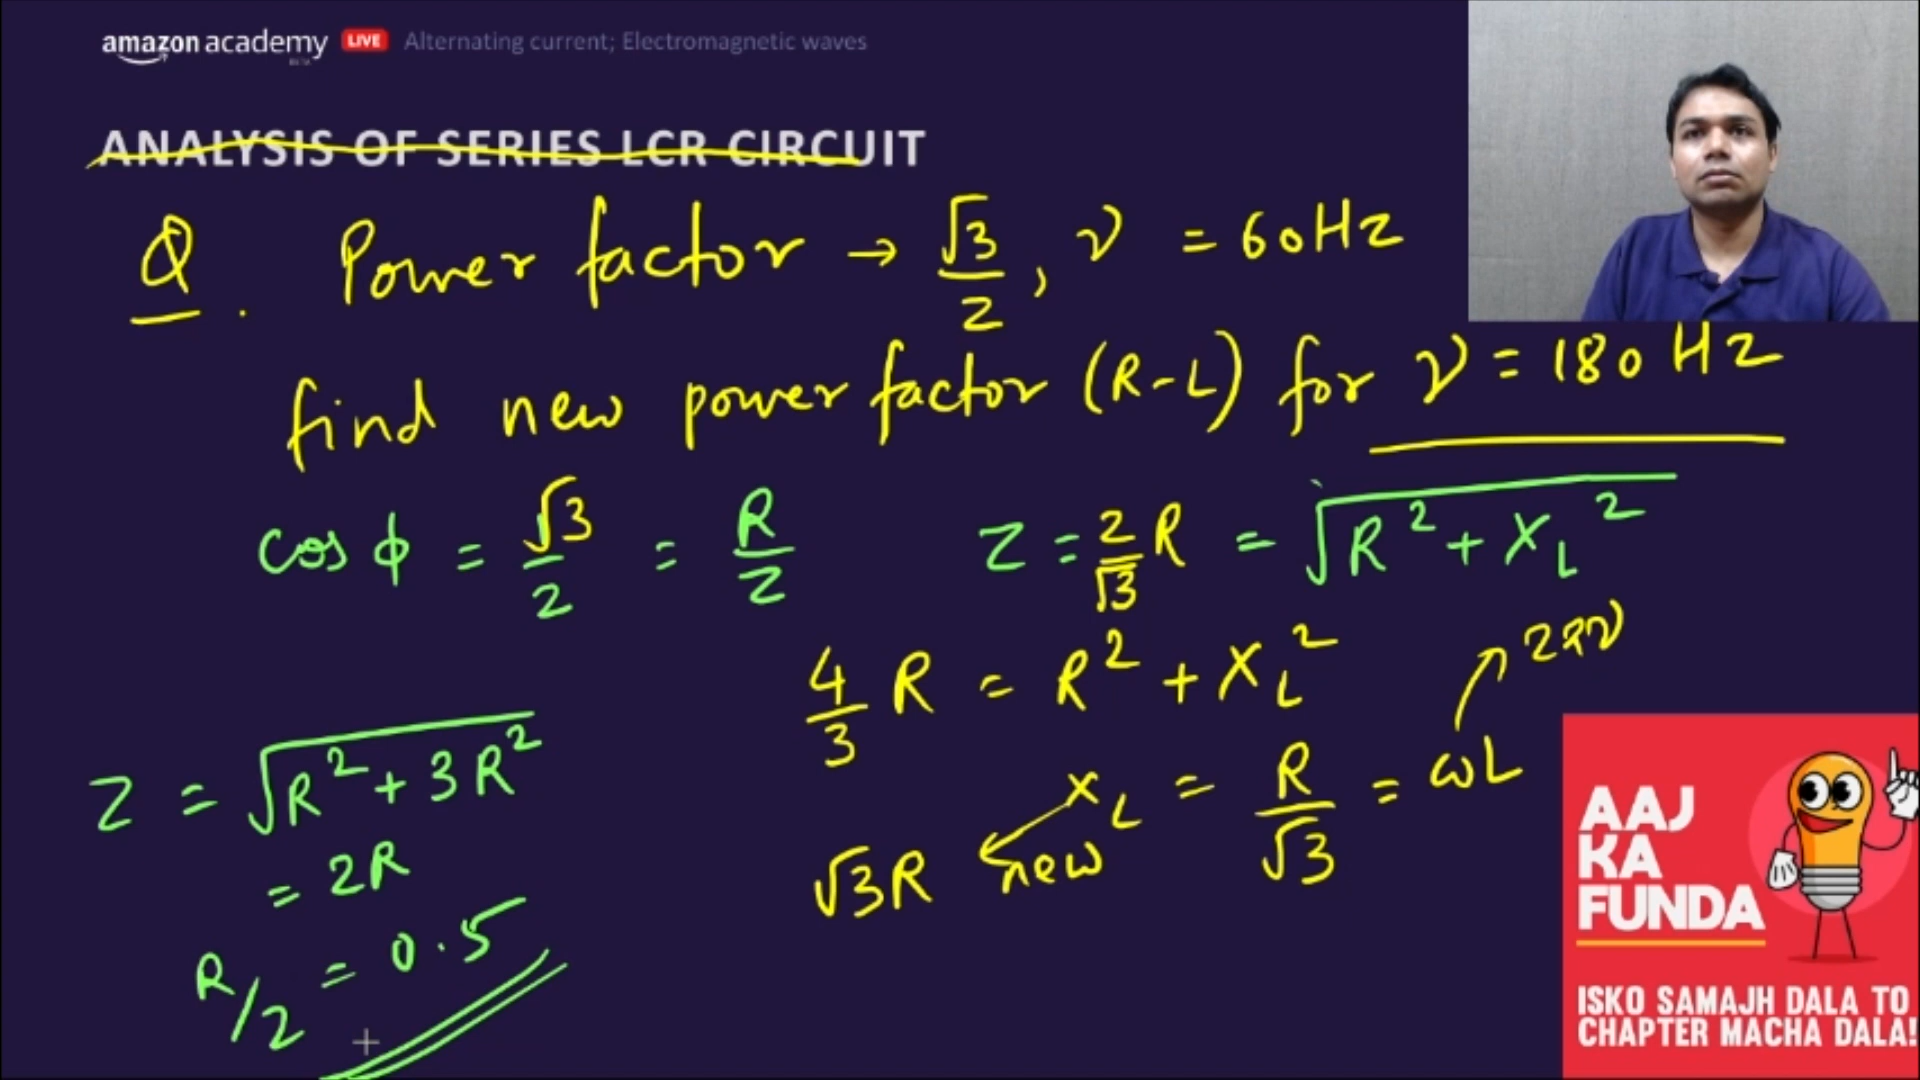 amazon academy LIVE Alternating current; Electromagnetic waves
BETA
ANALYSIS OF SERIES LCR CIRCUIT
Q. Power factor → √3/2, ν = 60Hz
find new power factor (R-L) for ν = 180 Hz
cos ϕ = √3/2 = R/Z Z = 2/√3 R = √R² + X_L²
4/3 R = R² + X_L²
X_L = R/√3 = ωL ↗ 2πν
√3R ← new
Z = √R² + 3R²
= 2R
R/Z = 0.5
AAJ
KA
FUNDA
ISKO SAMAJH DALA TO
CHAPTER MACHA DALA!